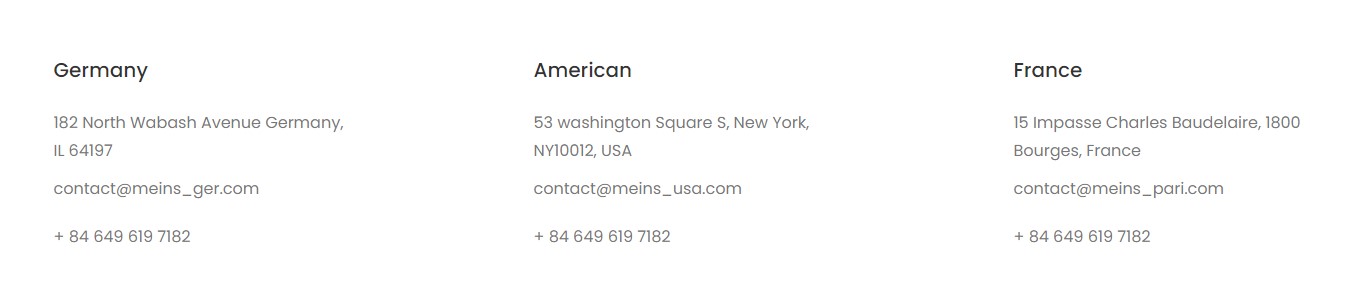 Germany
182 North Wabash Avenue Germany,
IL 64197
contact@meins_ger.com
+ 84 649 619 7182
American
53 washington Square S, New York,
NY10012, USA
contact@meins_usa.com
+ 84 649 619 7182
France
15 Impasse Charles Baudelaire, 1800
Bourges, France
contact@meins_pari.com
+ 84 649 619 7182